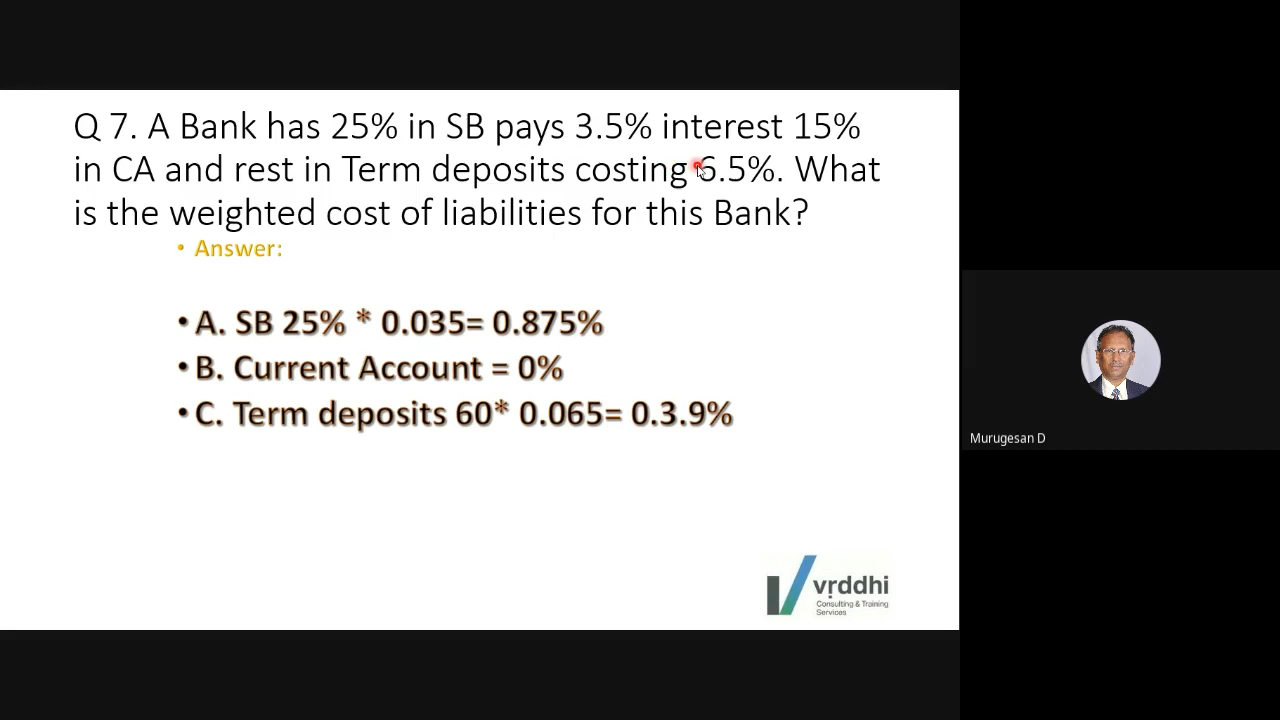 Q 7. A Bank has 25% in SB pays 3.5% interest 15%
in CA and rest in Term deposits costing 6.5%. What
is the weighted cost of liabilities for this Bank?
• Answer:
• A. SB 25% * 0.035= 0.875%
• B. Current Account = 0%
• C. Term deposits 60* 0.065= 0.3.9%
Murugesan D
vṛddhi
Consulting & Training
Services